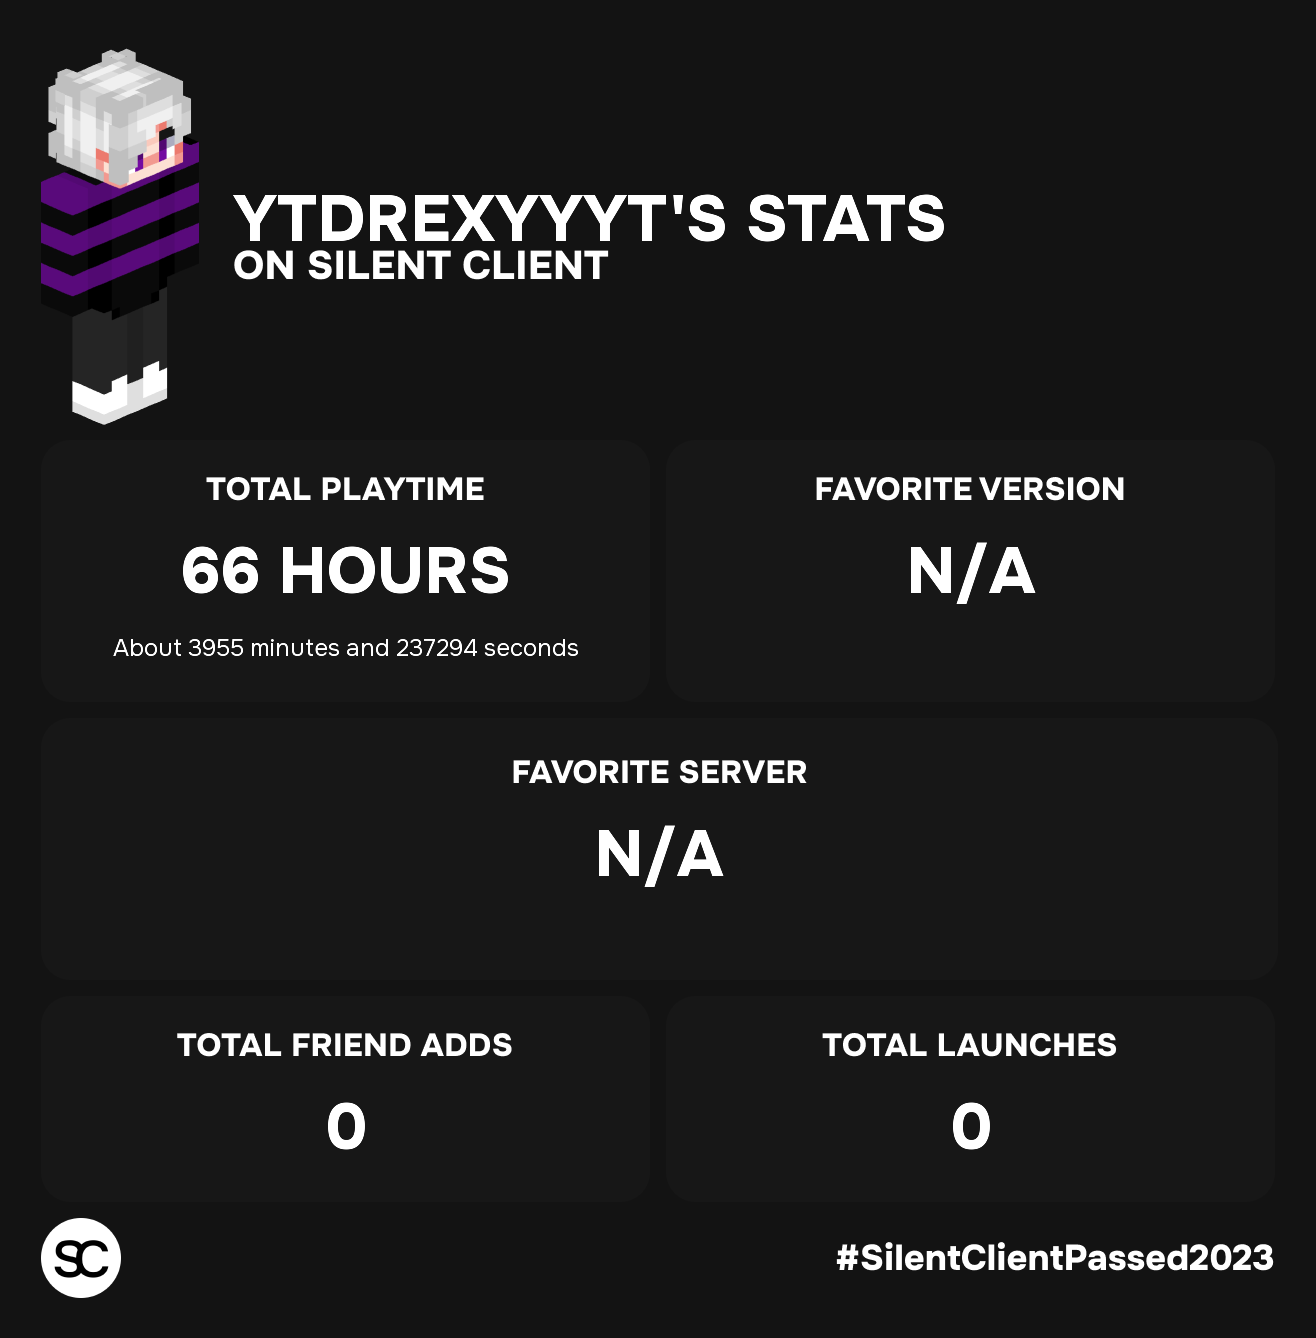 YTDREXYYYT'S STATS
ON SILENT CLIENT
TOTAL PLAYTIME
66 HOURS
About 3955 minutes and 237294 seconds
FAVORITE VERSION
N/A
FAVORITE SERVER
N/A
TOTAL FRIEND ADDS
0
TOTAL LAUNCHES
0
SC
#SilentClientPassed2023